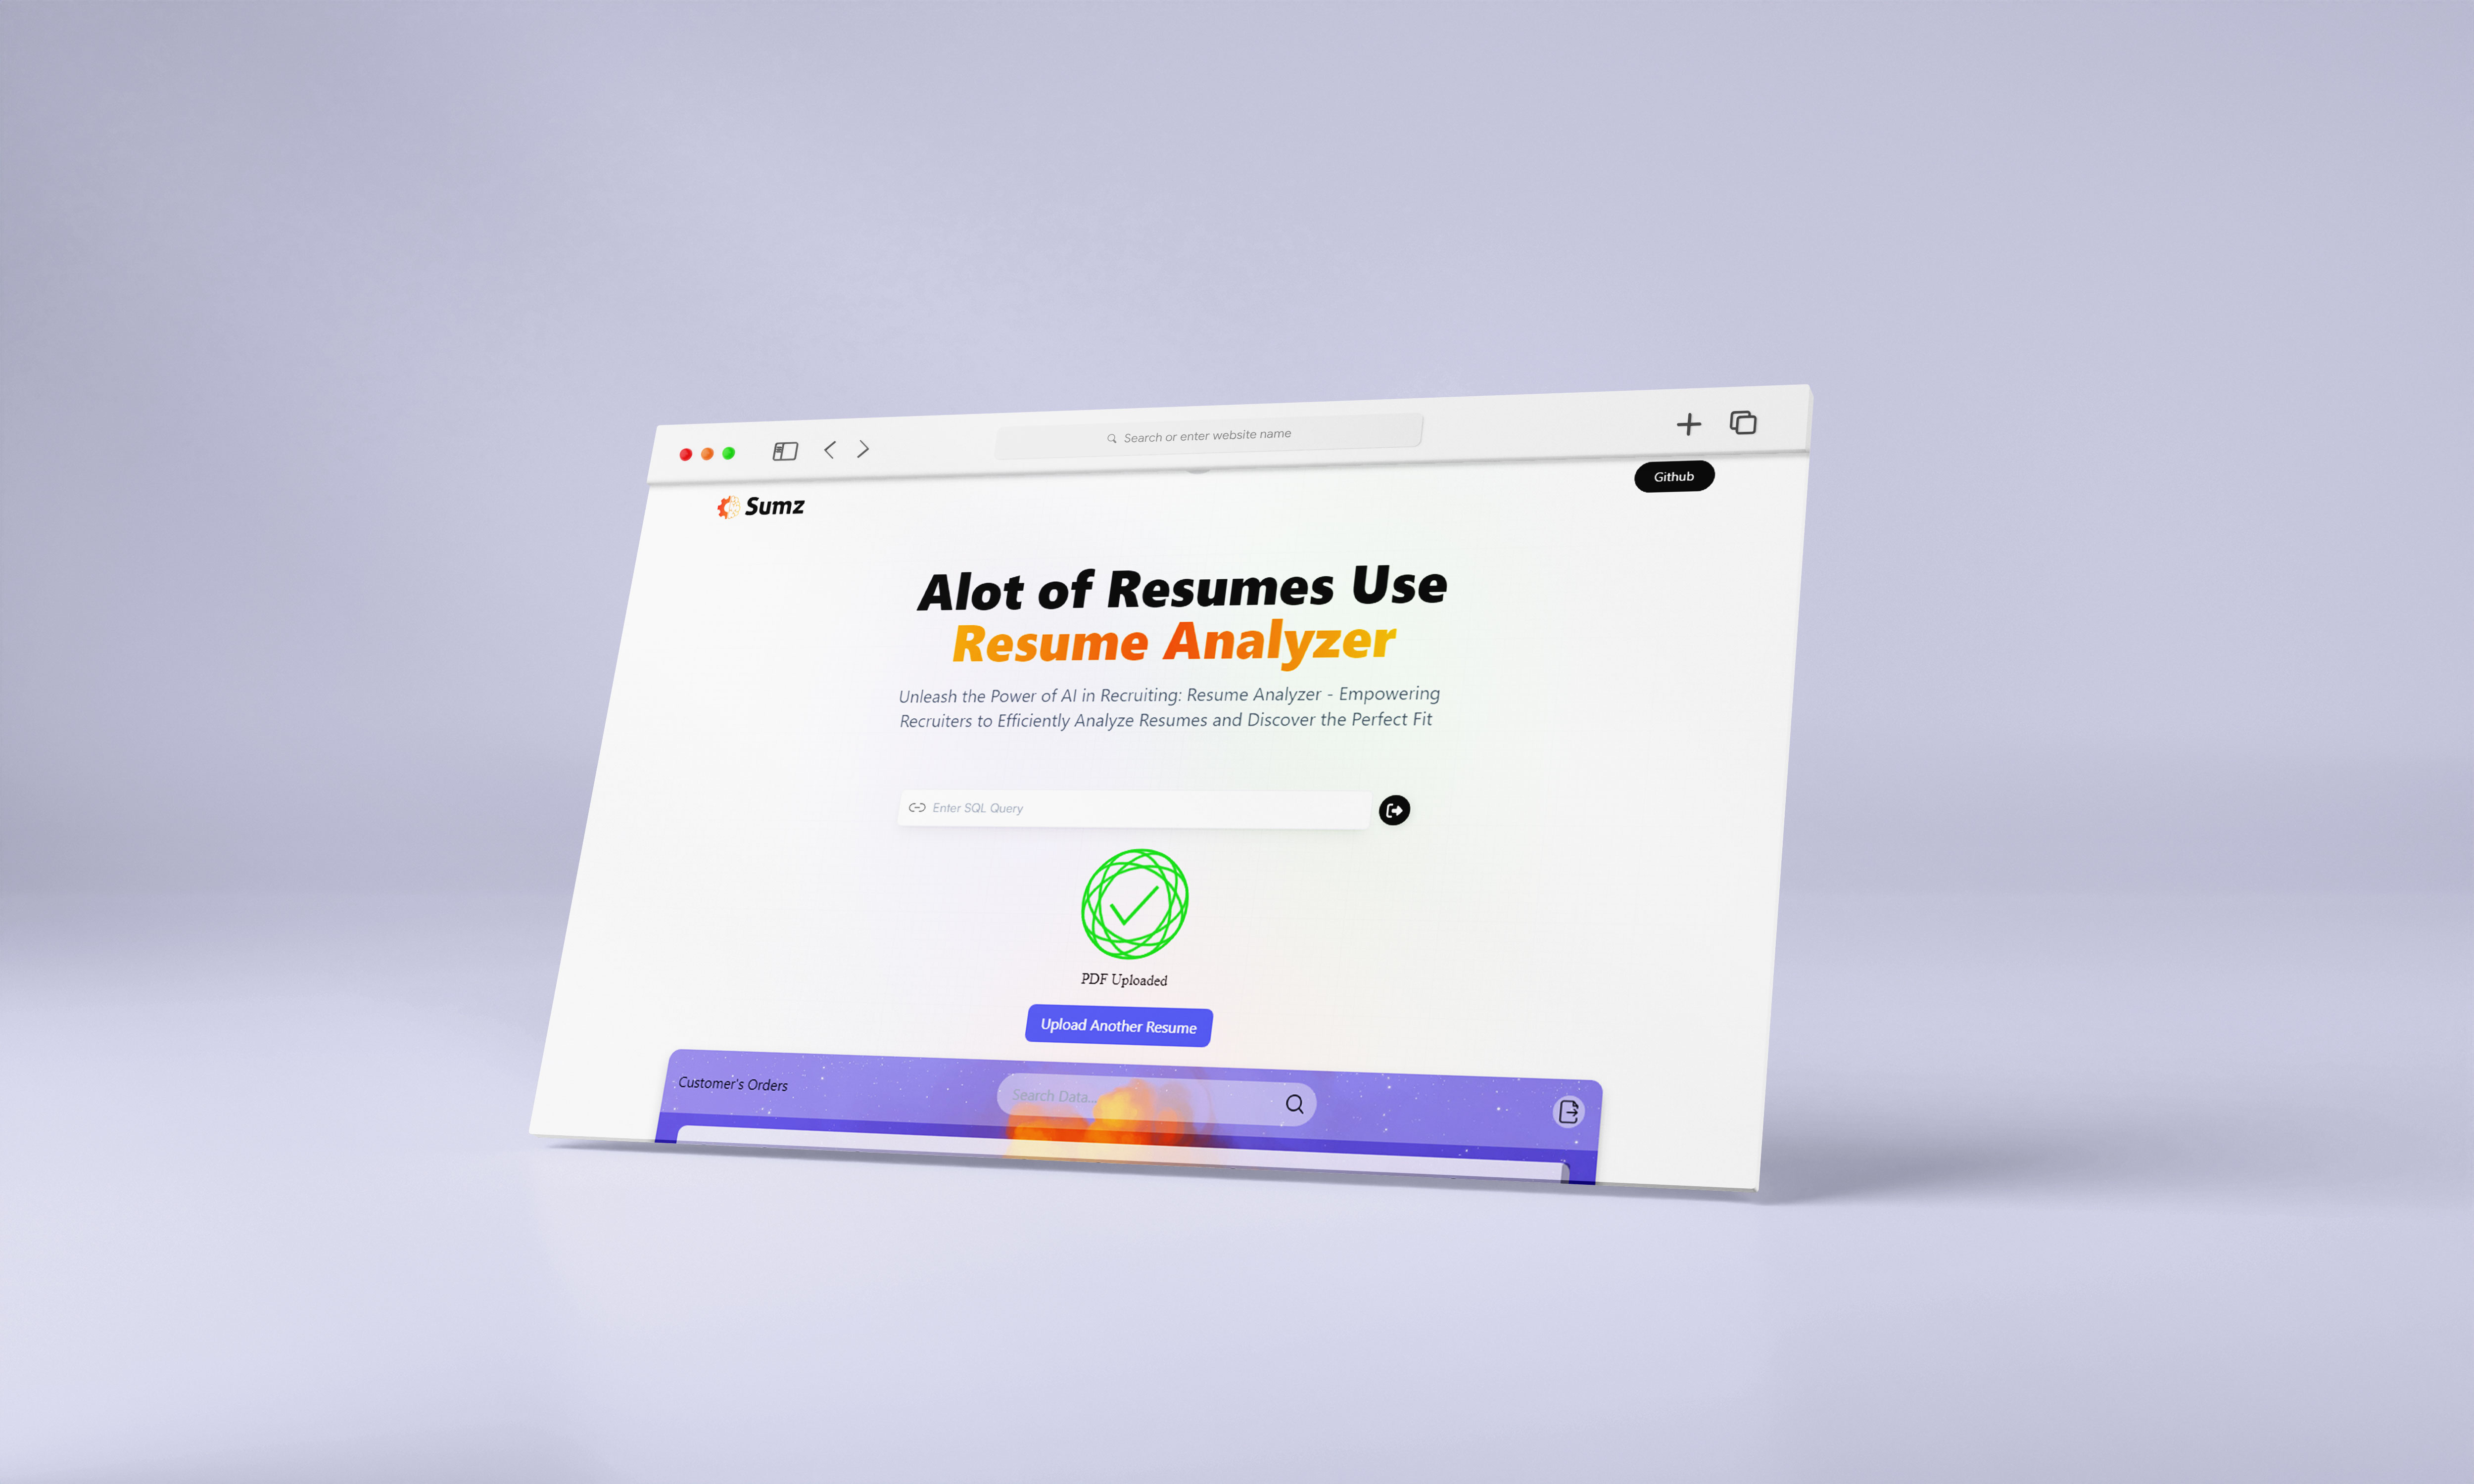 Search or enter website name
Sumz
Github
Alot of Resumes Use
Resume Analyzer
Unleash the Power of AI in Recruiting: Resume Analyzer - Empowering
Recruiters to Efficiently Analyze Resumes and Discover the Perfect Fit
Enter SQL Query
PDF Uploaded
Upload Another Resume
Customer's Orders
Search Data...